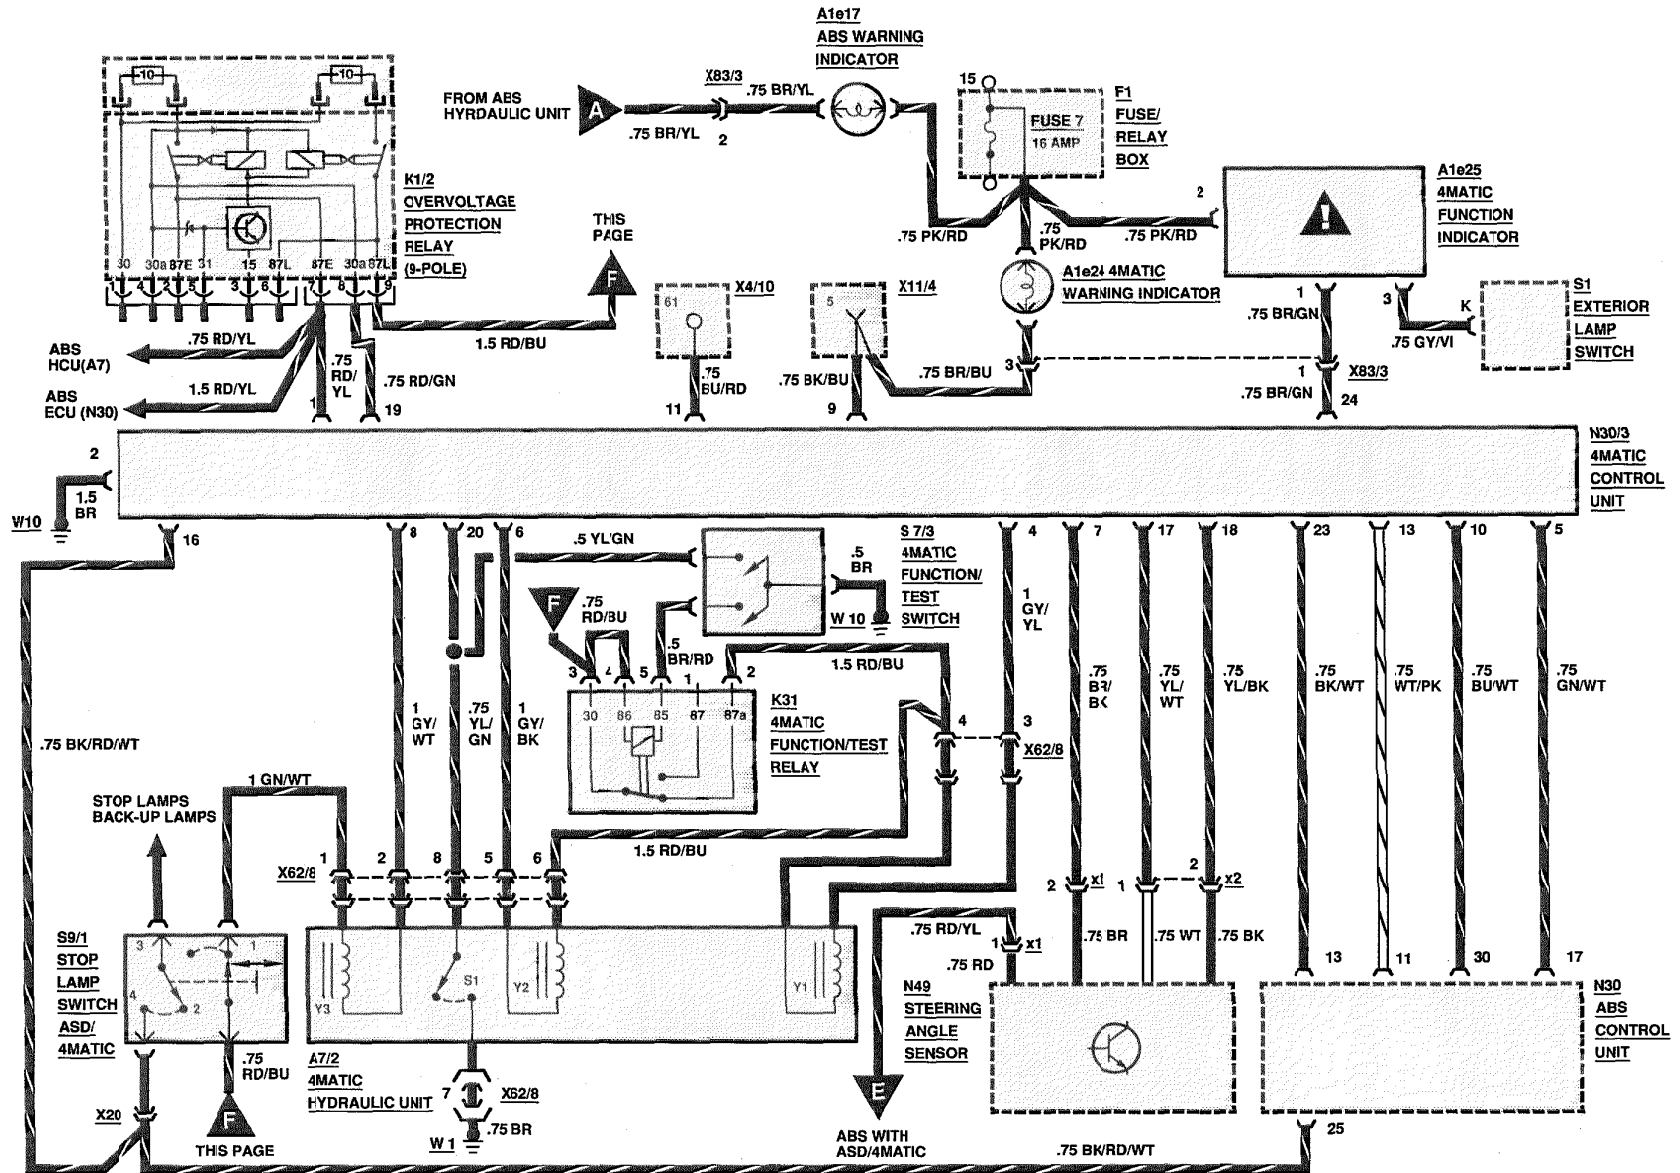 A1e17
ABS WARNING
INDICATOR
10
10
X83/3
.75 BR/YL
FROM ABS
HYRDAULIC UNIT
A
.75 BR/YL
2
15
FUSE 7
16 AMP
F1
FUSE/
RELAY
BOX
K1/2
OVERVOLTAGE
PROTECTION
RELAY
(9-POLE)
2
A1e25
4MATIC
FUNCTION
INDICATOR
!
THIS
PAGE
F
.75 PK/RD
.75
PK/RD
.75 PK/RD
30 30a 87E 31 15 87L 87E 30a 87L
1 4 2 5 3 6 7 8 9
A1e24 4MATIC
WARNING INDICATOR
X4/10
61
X11/4
5
1
3
K
S1
EXTERIOR
LAMP
SWITCH
.75 BR/GN
.75 GY/VI
.75 RD/YL
1.5 RD/BU
ABS
HCU(A7)
.75
RD/
YL
.75 RD/GN
.75
BU/RD
.75 BK/BU
.75 BR/BU
3
1
X83/3
1.5 RD/YL
ABS
ECU (N30)
1
19
11
9
.75 BR/GN
24
2
1.5
BR
W10
N30/3
4MATIC
CONTROL
UNIT
16
8
20
6
4
7
17
18
23
13
10
5
.5 YL/GN
.5
BR
S7/3
4MATIC
FUNCTION/
TEST
SWITCH
W 10
F
.75
RD/BU
.5
BR/RD
1
GY/
YL
1.5 RD/BU
3 4 5 1 2
30 86 85 87 87a
K31
4MATIC
FUNCTION/TEST
RELAY
.75
BR/
BK
.75
YL/
WT
.75
YL/BK
.75
BK/WT
.75
WT/PK
.75
BU/WT
.75
GN/WT
1
GY/
WT
.75
YL/
GN
1
GY/
BK
4
3
X62/8
.75 BK/RD/WT
1 GN/WT
STOP LAMPS
BACK-UP LAMPS
1.5 RD/BU
1
2
8
5
6
X62/8
2
x1
1
2
x2
S9/1
STOP
LAMP
SWITCH
ASD/
4MATIC
3
1
4
2
Y3
S1
Y2
Y1
.75 RD/YL
1
x1
.75 RD
.75 BR
.75 WT
.75 BK
13
11
30
17
N49
STEERING
ANGLE
SENSOR
N30
ABS
CONTROL
UNIT
.75
RD/BU
A7/2
4MATIC
HYDRAULIC UNIT
7
X62/8
W 1
.75 BR
X20
F
THIS PAGE
E
ABS WITH
ASD/4MATIC
25
.75 BK/RD/WT